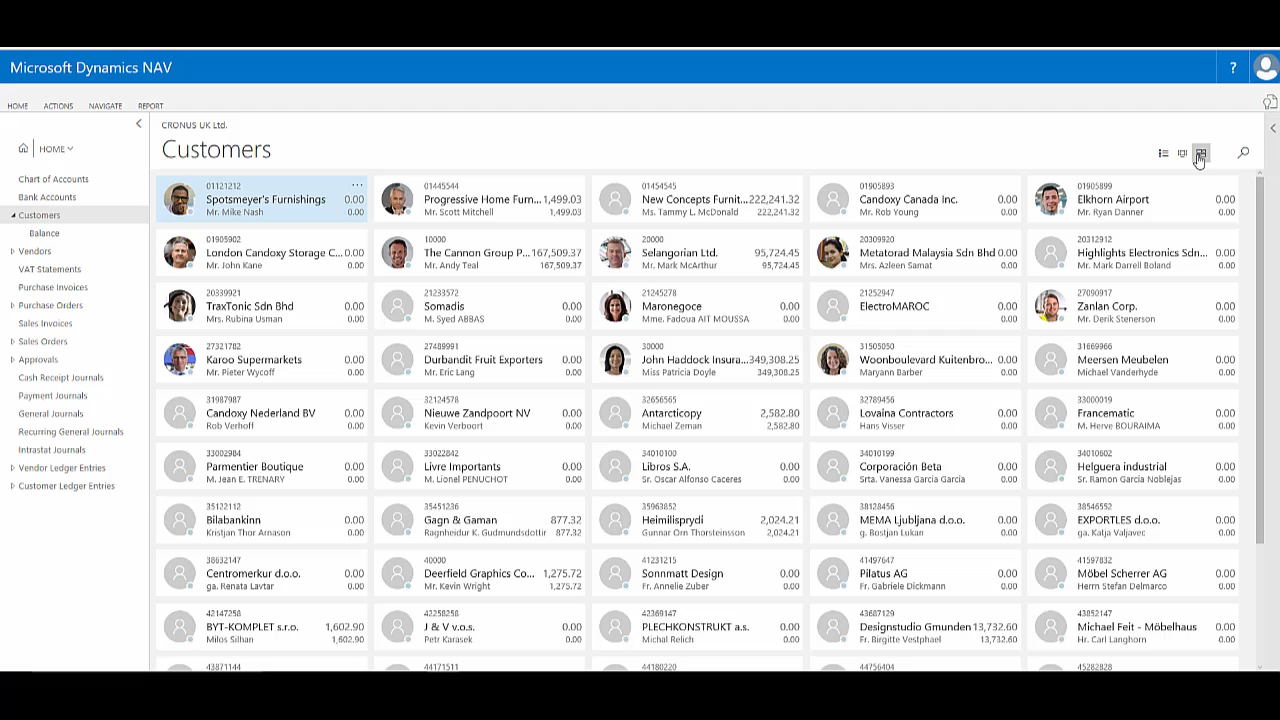 Microsoft Dynamics NAV
?
HOME ACTIONS NAVIGATE REPORT
HOME
Chart of Accounts
Bank Accounts
Customers
Balance
Vendors
VAT Statements
Purchase Invoices
Purchase Orders
Sales Invoices
Sales Orders
Approvals
Cash Receipt Journals
Payment Journals
General Journals
Recurring General Journals
Intrastat Journals
Vendor Ledger Entries
Customer Ledger Entries
CRONUS UK Ltd.
Customers
01121212 ...
Spotsmeyer's Furnishings 0.00
Mr. Mike Nash 0.00
01445544
Progressive Home Furn... 1,499.03
Mr. Scott Mitchell 1,499.03
01454545
New Concepts Furnit... 222,241.32
Ms. Tammy L. McDonald 222,241.32
01905893
Candoxy Canada Inc. 0.00
Mr. Rob Young 0.00
01905899
Elkhorn Airport 0.00
Mr. Ryan Danner 0.00
01905902
London Candoxy Storage C... 0.00
Mr. John Kane 0.00
10000
The Cannon Group P... 167,509.37
Mr. Andy Teal 167,509.37
20000
Selangorian Ltd. 95,724.45
Mr. Mark McArthur 95,724.45
20309920
Metatorad Malaysia Sdn Bhd 0.00
Mrs. Azleen Samat 0.00
20312912
Highlights Electronics Sdn... 0.00
Mr. Mark Darrell Boland 0.00
20339921
TraxTonic Sdn Bhd 0.00
Mrs. Rubina Usman 0.00
21233572
Somadis 0.00
M. Syed ABBAS 0.00
21245278
Maronegoce 0.00
Mme. Fadoua AIT MOUSSA 0.00
21252947
ElectroMAROC 0.00
0.00
27090917
Zanlan Corp. 0.00
Mr. Derik Stenerson 0.00
27321782
Karoo Supermarkets 0.00
Mr. Pieter Wycoff 0.00
27489991
Durbandit Fruit Exporters 0.00
Mr. Eric Lang 0.00
30000
John Haddock Insura... 349,308.25
Miss Patricia Doyle 349,308.25
31505050
Woonboulevard Kuitenbro... 0.00
Maryann Barber 0.00
31669966
Meersen Meubelen 0.00
Michael Vanderhyde 0.00
31987987
Candoxy Nederland BV 0.00
Rob Verhoff 0.00
32124578
Nieuwe Zandpoort NV 0.00
Kevin Verboort 0.00
32656565
Antarcticopy 2,582.80
Michael Zeman 2,582.80
32789456
Lovaina Contractors 0.00
Hans Visser 0.00
33000019
Francematic 0.00
M. Herve BOURAIMA 0.00
33002984
Parmentier Boutique 0.00
M. Jean E. TRENARY 0.00
33022842
Livre Importants 0.00
M. Lionel PENUCHOT 0.00
34010100
Libros S.A. 0.00
Sr. Oscar Alfonso Caceres 0.00
34010199
Corporación Beta 0.00
Srta. Vanessa Garcia Garcia 0.00
34010602
Helguera industrial 0.00
Sr. Ramon Garcia Noblejas 0.00
35122112
Bilabankinn 0.00
Kristjan Thor Arnason 0.00
35451236
Gagn & Gaman 877.32
Ragnheidur K. Gudmundsdottir 877.32
35963852
Heimilisprydi 2,024.21
Gunnar Orn Thorsteinsson 2,024.21
38128456
MEMA Ljubljana d.o.o. 0.00
g. Bostjan Lukan 0.00
38546552
EXPORTLES d.o.o. 0.00
ga. Katja Valjavec 0.00
38632147
Centromerkur d.o.o. 0.00
ga. Renata Lavtar 0.00
40000
Deerfield Graphics Co... 1,275.72
Mr. Kevin Wright 1,275.72
41231215
Sonnmatt Design 0.00
Fr. Annelie Zuber 0.00
41497647
Pilatus AG 0.00
Fr. Gabriele Dickmann 0.00
41597832
Möbel Scherrer AG 0.00
Herrn Stefan Delmarco 0.00
42147258
BYT-KOMPLET s.r.o. 1,602.90
Milos Silhan 1,602.90
42258258
J & V v.o.s. 0.00
Petr Karasek 0.00
42369147
PLECHKONSTRUKT a.s. 0.00
Michal Relich 0.00
43687129
Designstudio Gmunden 13,732.60
Fr. Birgitte Vestphael 13,732.60
43852147
Michael Feit - Möbelhaus 0.00
Hr. Carl Langhorn 0.00
43871144
44171511
44180220
44756404
45282828